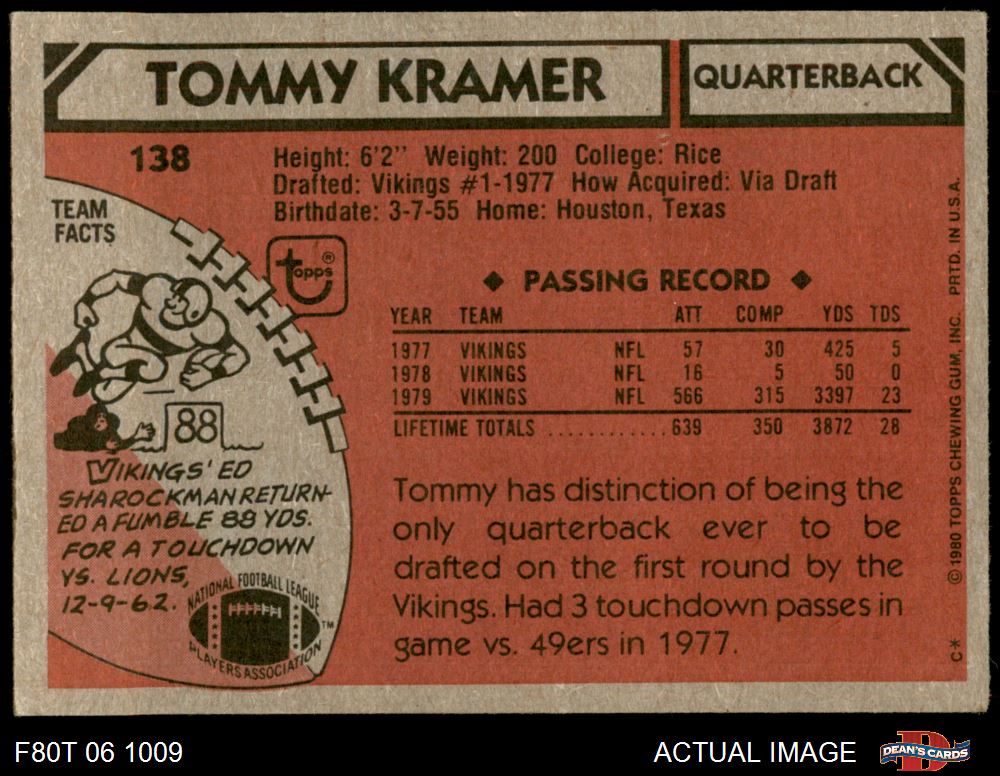 TOMMY KRAMER
QUARTERBACK
138
Height: 6'2" Weight: 200 College: Rice
Drafted: Vikings #1-1977 How Acquired: Via Draft
Birthdate: 3-7-55 Home: Houston, Texas
TEAM
FACTS
topps ®
◆ PASSING RECORD ◆
YEAR TEAM ATT COMP YDS TDS
1977 VIKINGS NFL 57 30 425 5
1978 VIKINGS NFL 16 5 50 0
1979 VIKINGS NFL 566 315 3397 23
LIFETIME TOTALS ............ 639 350 3872 28
88
VIKINGS' ED
SHAROCKMAN RETURN-
ED A FUMBLE 88 YDS.
FOR A TOUCHDOWN
VS. LIONS,
12-9-62.
NATIONAL FOOTBALL LEAGUE
PLAYERS ASSOCIATION
TM
Tommy has distinction of being the
only quarterback ever to be
drafted on the first round by the
Vikings. Had 3 touchdown passes in
game vs. 49ers in 1977.
© 1980 TOPPS CHEWING GUM, INC. PRTD. IN U.S.A.
C*
F80T 06 1009
ACTUAL IMAGE
D
DEAN'S CARDS